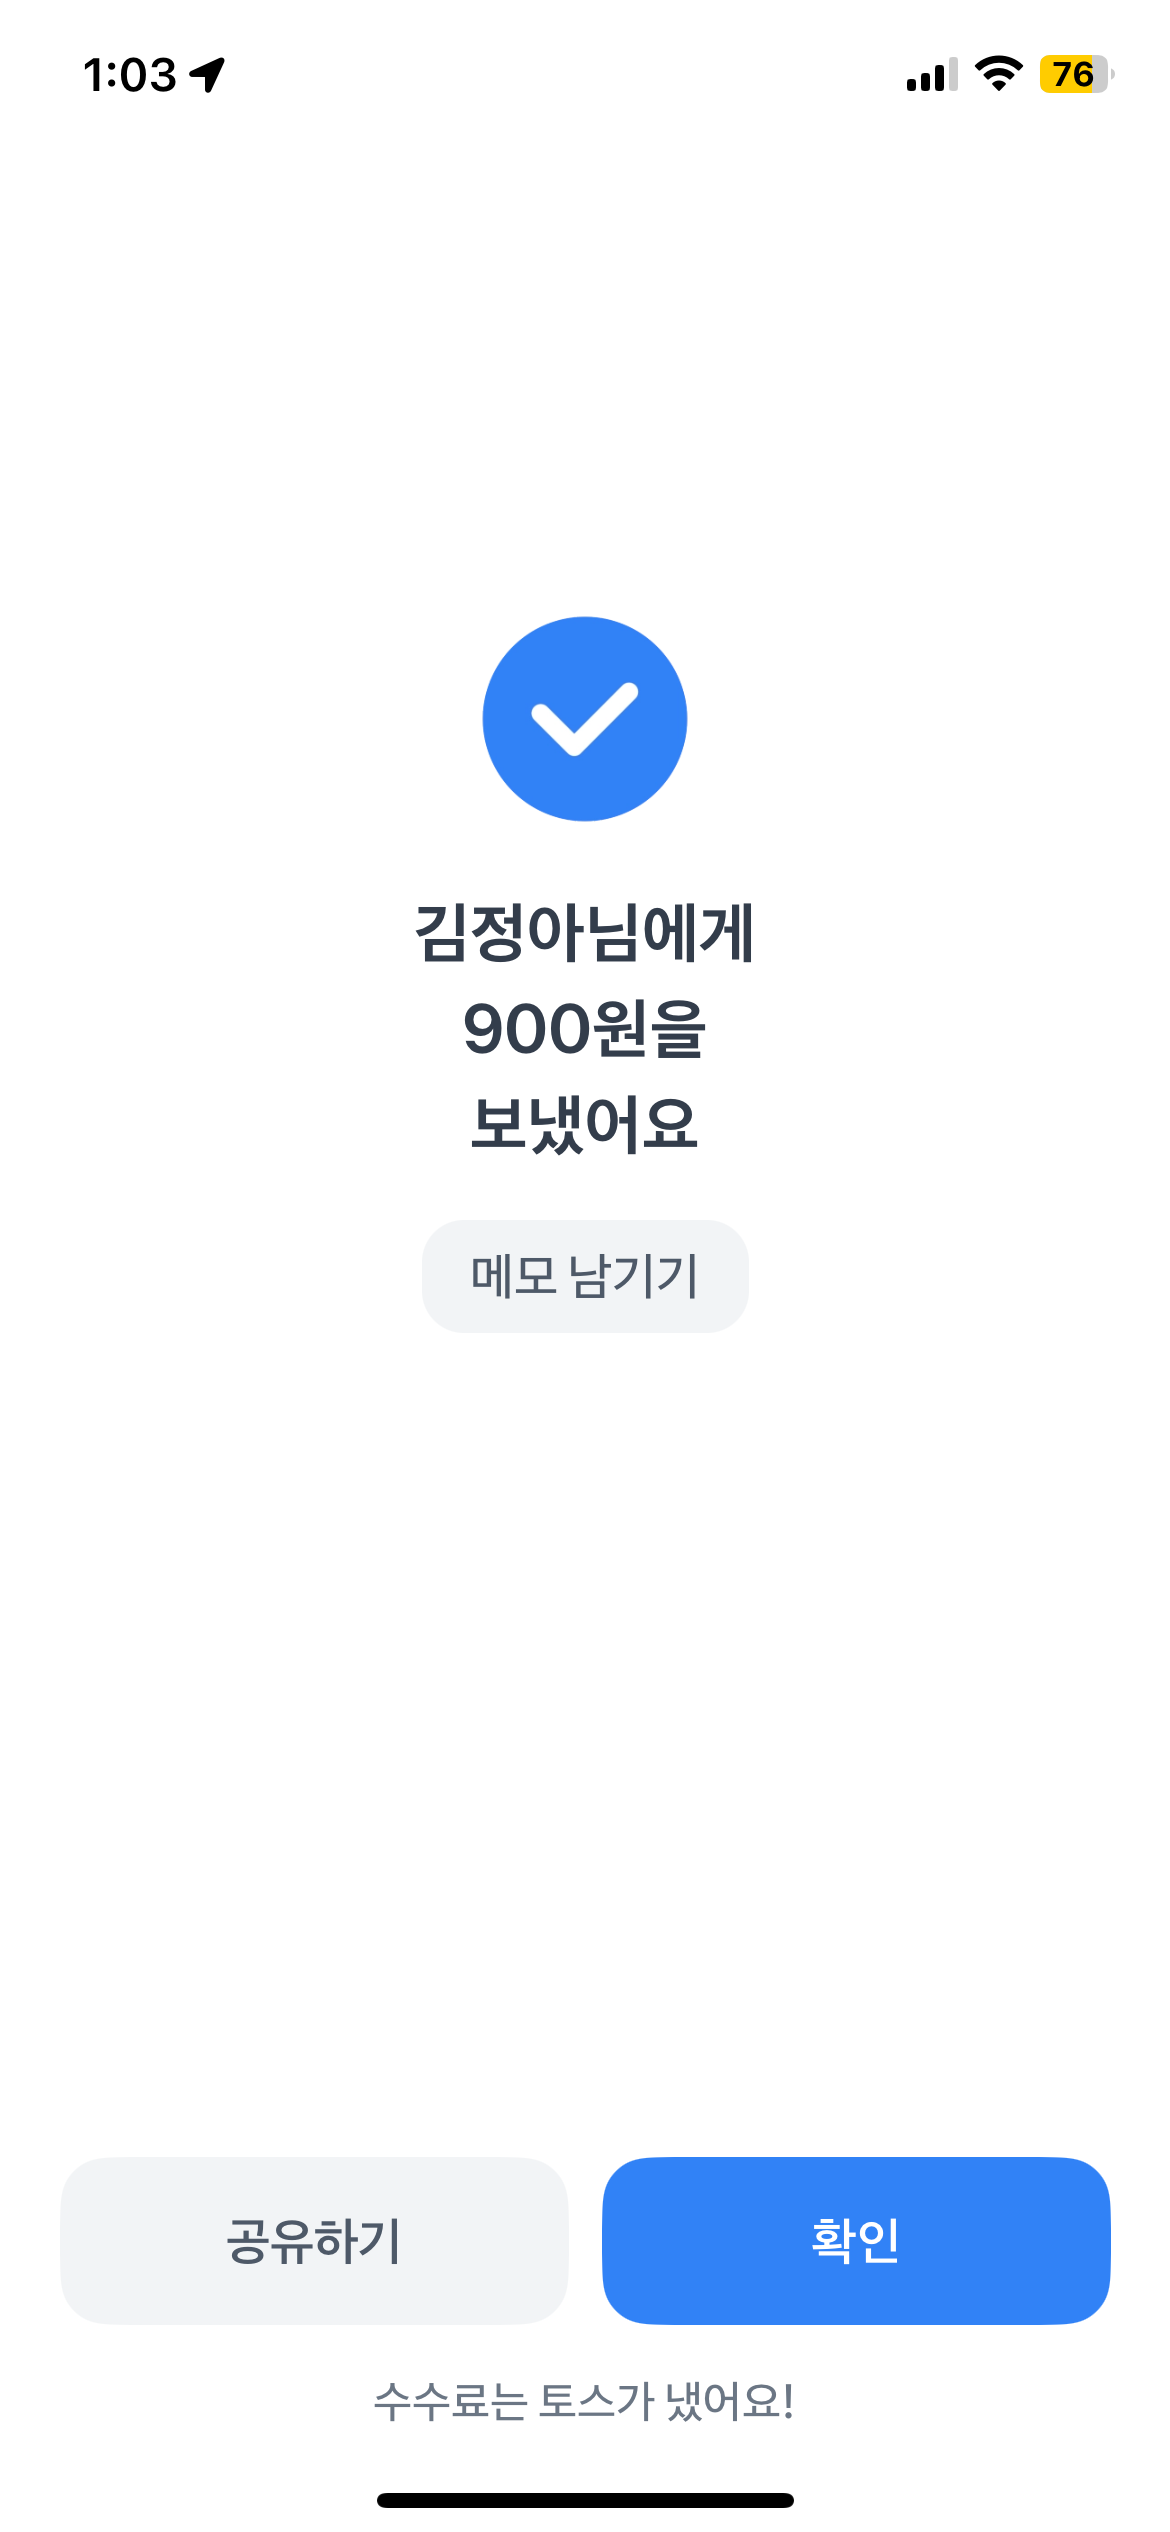 1:03
76
김정아님에게
900원을
보냈어요
메모 남기기
공유하기
확인
수수료는 토스가 냈어요!